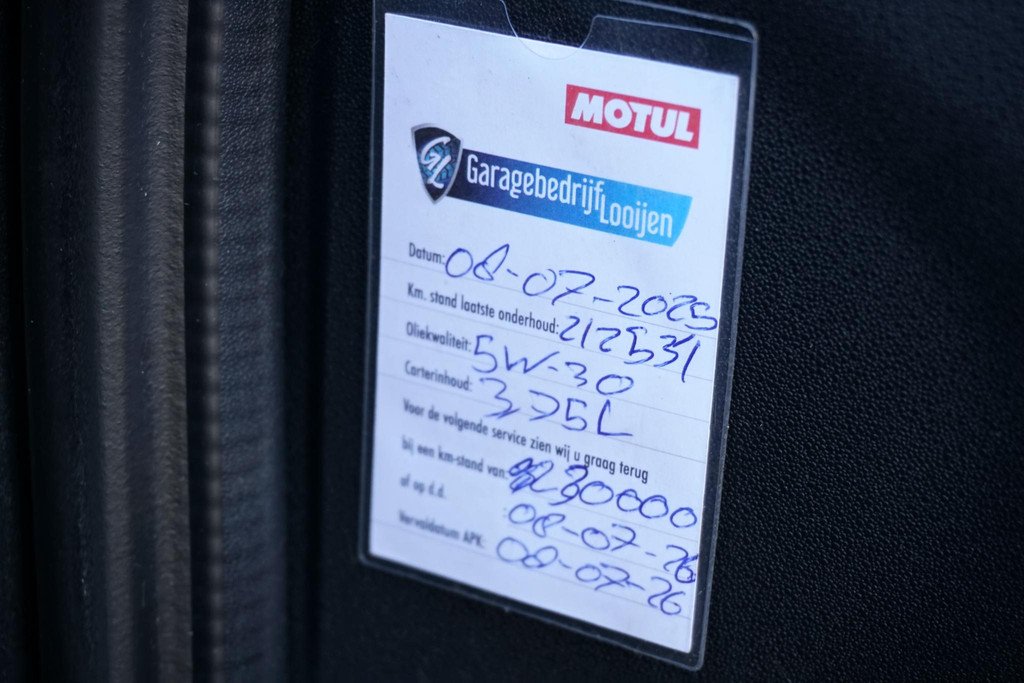 MOTUL
GL Garagebedrijf Looijen
Datum: 08-07-2025
Km. stand laatste onderhoud: 212531
Oliekwaliteit: 5W-30
Carterinhoud: 375L
Voor de volgende service zien wij u graag terug
bij een km-stand van: 230000
of op d.d. 08-07-26
Vervaldatum APK: 08-07-26